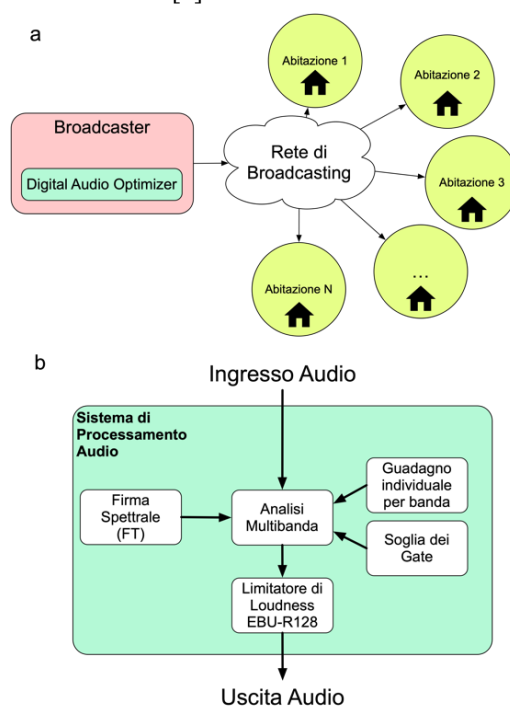 a
Abitazione 1
Abitazione 2
Broadcaster
Digital Audio Optimizer
Rete di
Broadcasting
Abitazione 3
Abitazione N
...
b
Ingresso Audio
Sistema di
Processamento
Audio
Firma
Spettrale
(FT)
Analisi
Multibanda
Guadagno
individuale
per banda
Soglia dei
Gate
Limitatore di
Loudness
EBU-R128
Uscita Audio